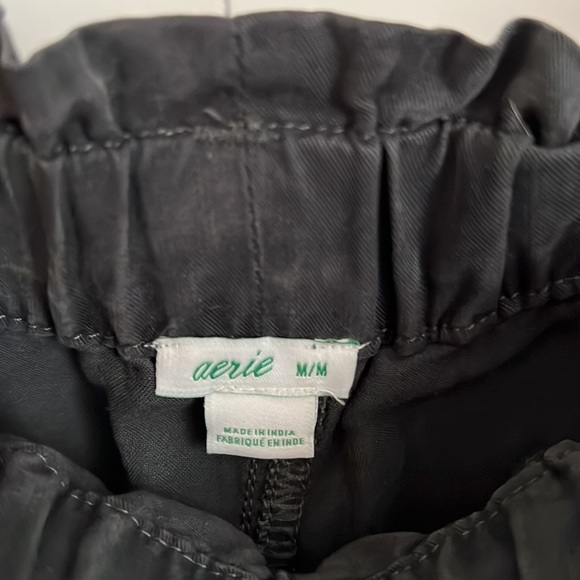 aerie M/M
MADE IN INDIA
FABRIQUÉ EN INDE